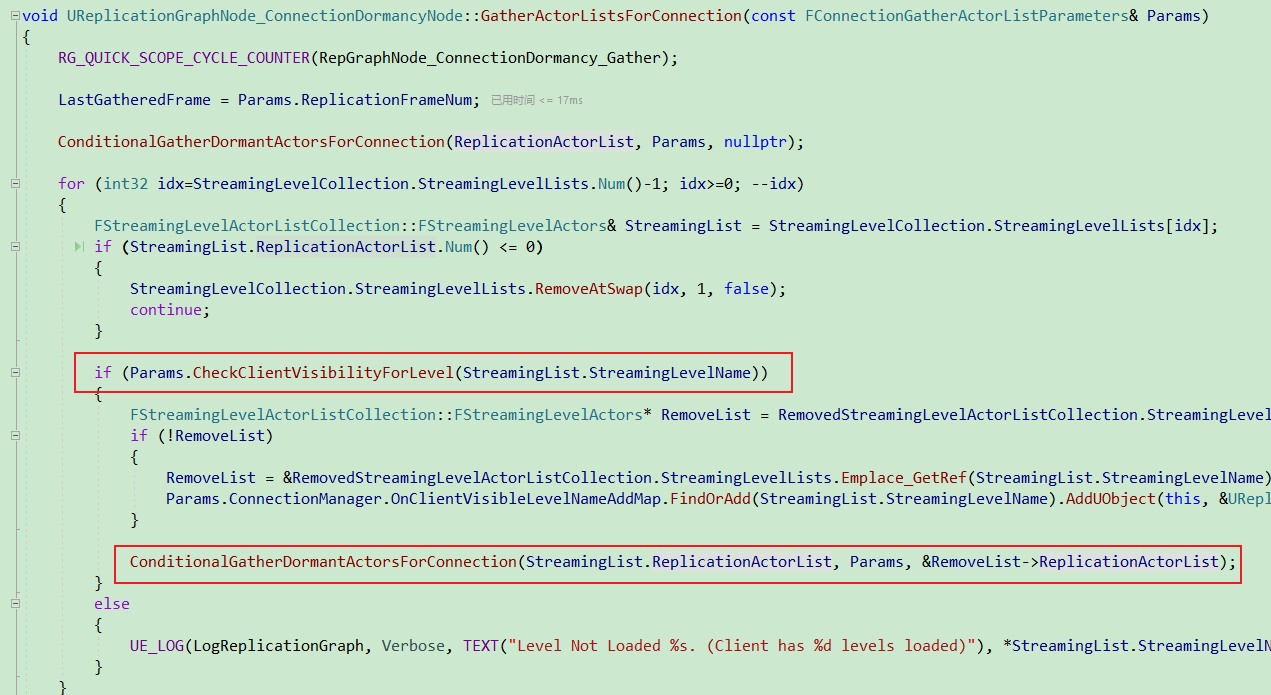 void UReplicationGraphNode_ConnectionDormancyNode::GatherActorListsForConnection(const FConnectionGatherActorListParameters& Params)
{
RG_QUICK_SCOPE_CYCLE_COUNTER(RepGraphNode_ConnectionDormancy_Gather);
LastGatheredFrame = Params.ReplicationFrameNum; 已用时间 <= 17ms
ConditionalGatherDormantActorsForConnection(ReplicationActorList, Params, nullptr);
for (int32 idx=StreamingLevelCollection.StreamingLevelLists.Num()-1; idx>=0; --idx)
{
FStreamingLevelActorListCollection::FStreamingLevelActors& StreamingList = StreamingLevelCollection.StreamingLevelLists[idx];
if (StreamingList.ReplicationActorList.Num() <= 0)
{
StreamingLevelCollection.StreamingLevelLists.RemoveAtSwap(idx, 1, false);
continue;
}
if (Params.CheckClientVisibilityForLevel(StreamingList.StreamingLevelName))
{
FStreamingLevelActorListCollection::FStreamingLevelActors* RemoveList = RemovedStreamingLevelActorListCollection.StreamingLevel
if (!RemoveList)
{
RemoveList = &RemovedStreamingLevelActorListCollection.StreamingLevelLists.Emplace_GetRef(StreamingList.StreamingLevelName)
Params.ConnectionManager.OnClientVisibleLevelNameAddMap.FindOrAdd(StreamingList.StreamingLevelName).AddUObject(this, &URepl
}
ConditionalGatherDormantActorsForConnection(StreamingList.ReplicationActorList, Params, &RemoveList->ReplicationActorList);
}
else
{
UE_LOG(LogReplicationGraph, Verbose, TEXT("Level Not Loaded %s. (Client has %d levels loaded)"), *StreamingList.StreamingLevelN
}
}